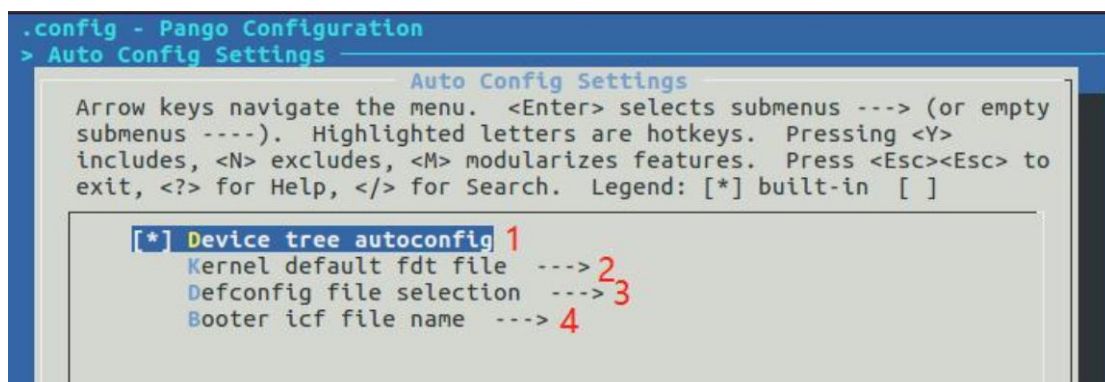 .config - Pango Configuration
> Auto Config Settings
Auto Config Settings
Arrow keys navigate the menu.  <Enter> selects submenus ---> (or empty
submenus ----).  Highlighted letters are hotkeys.  Pressing <Y>
includes, <N> excludes, <M> modularizes features.  Press <Esc><Esc> to
exit, <?> for Help, </> for Search.  Legend: [*] built-in  [ ]
[*] Device tree autoconfig 1
Kernel default fdt file  ---> 2
Defconfig file selection  ---> 3
Booter icf file name  ---> 4